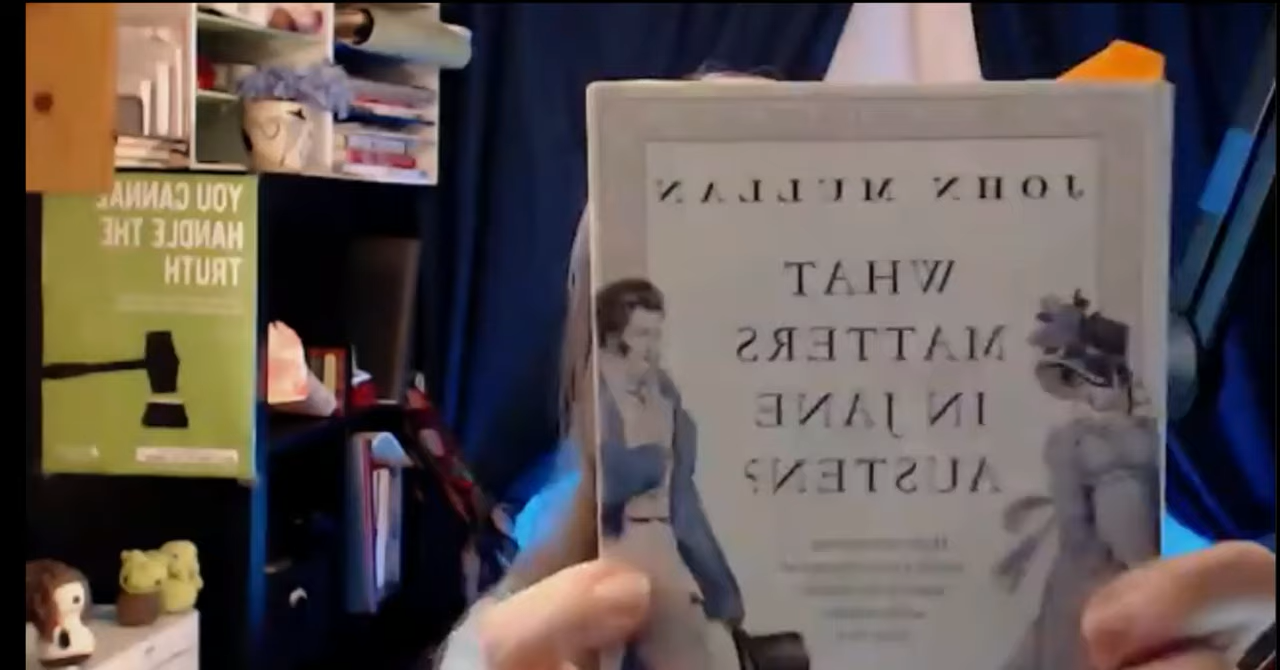 YOU CANNAE
HANDLE THE
TRUTH
JOHN MULLAN
WHAT
MATTERS
IN JANE
AUSTEN?